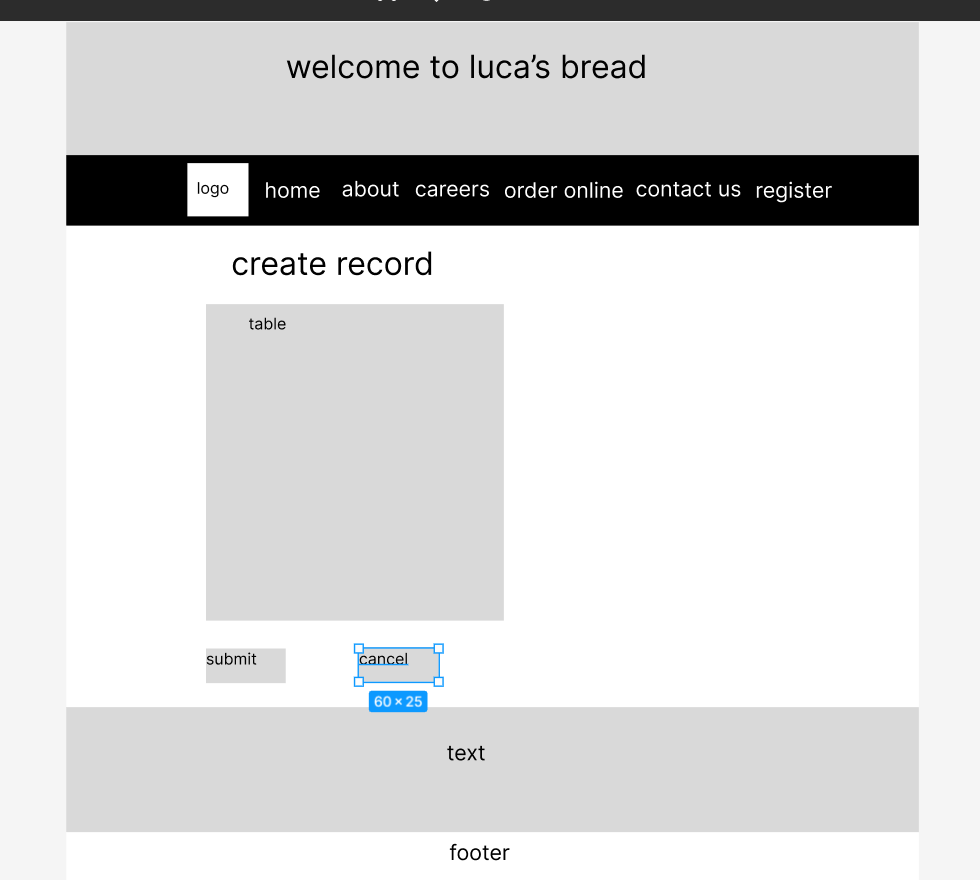 welcome to luca’s bread
logo home about careers order online contact us register
create record
table
submit cancel
60 × 25
text
footer